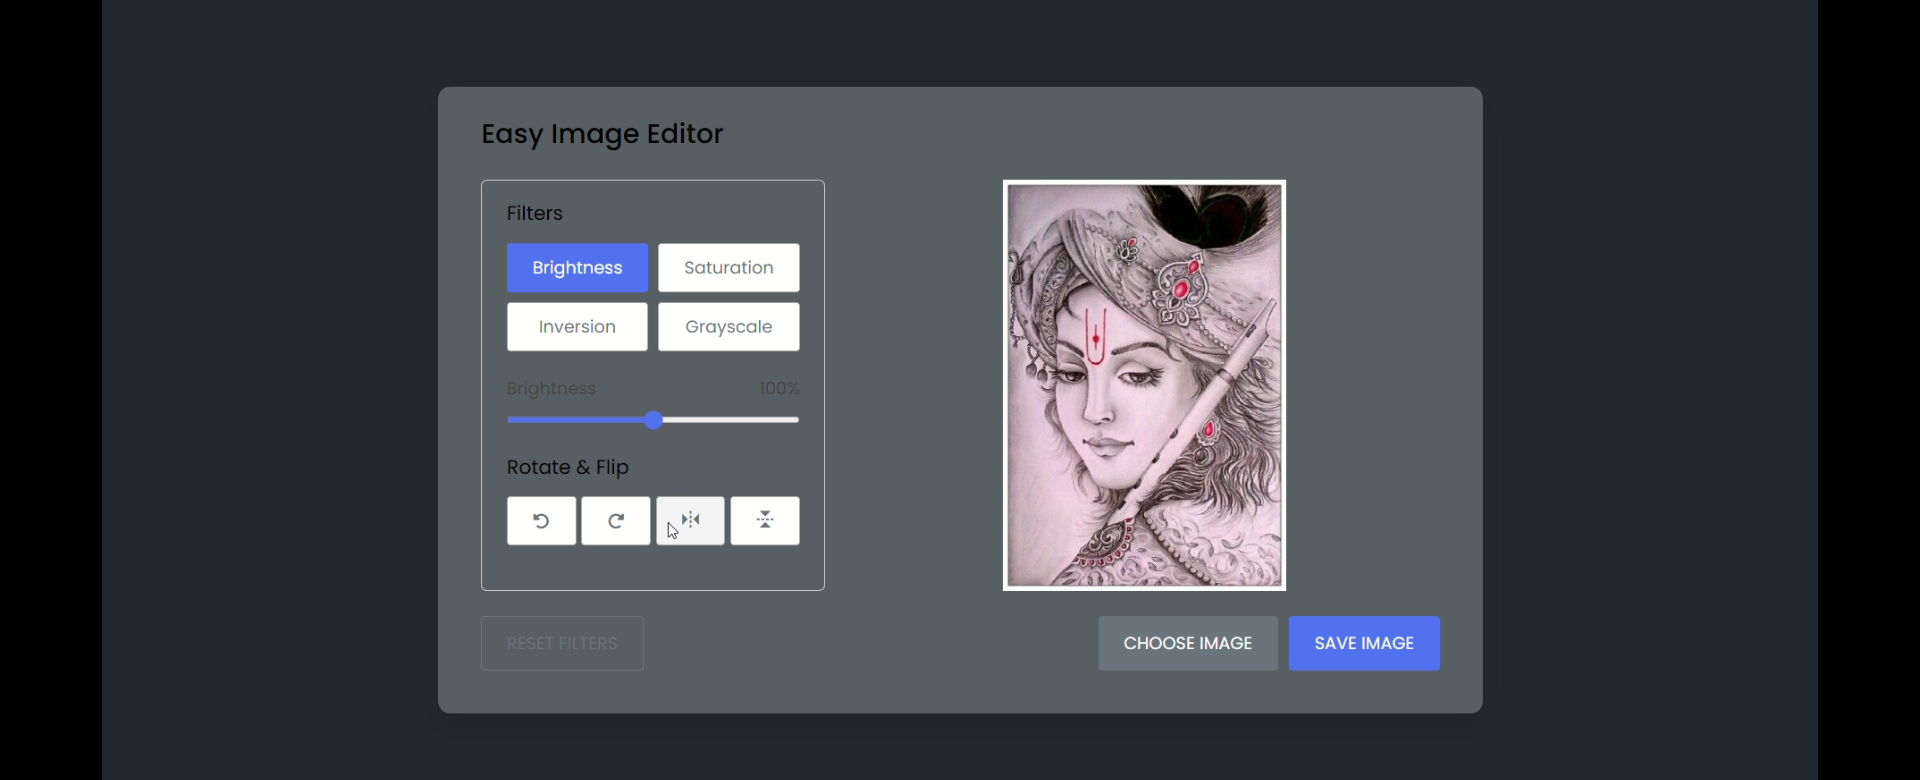 Easy Image Editor
Filters
Brightness
Saturation
Inversion
Grayscale
Brightness 100%
Rotate & Flip
RESET FILTERS
CHOOSE IMAGE
SAVE IMAGE